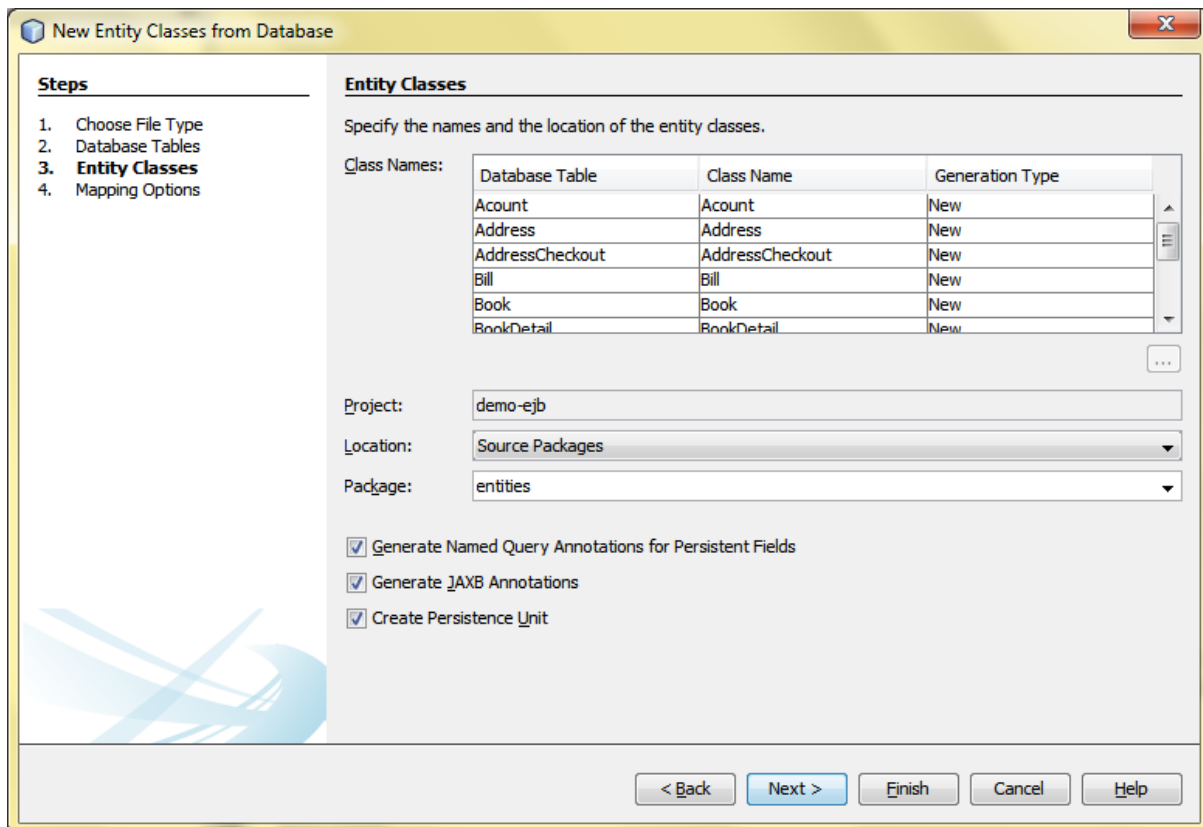 New Entity Classes from Database
Steps
1. Choose File Type
2. Database Tables
3. Entity Classes
4. Mapping Options
Entity Classes
Specify the names and the location of the entity classes.
Class Names:
Database Table Class Name Generation Type
Acount Acount New
Address Address New
AddressCheckout AddressCheckout New
Bill Bill New
Book Book New
BookDetail BookDetail New
...
Project: demo-ejb
Location: Source Packages
Package: entities
Generate Named Query Annotations for Persistent Fields
Generate JAXB Annotations
Create Persistence Unit
< Back Next > Finish Cancel Help